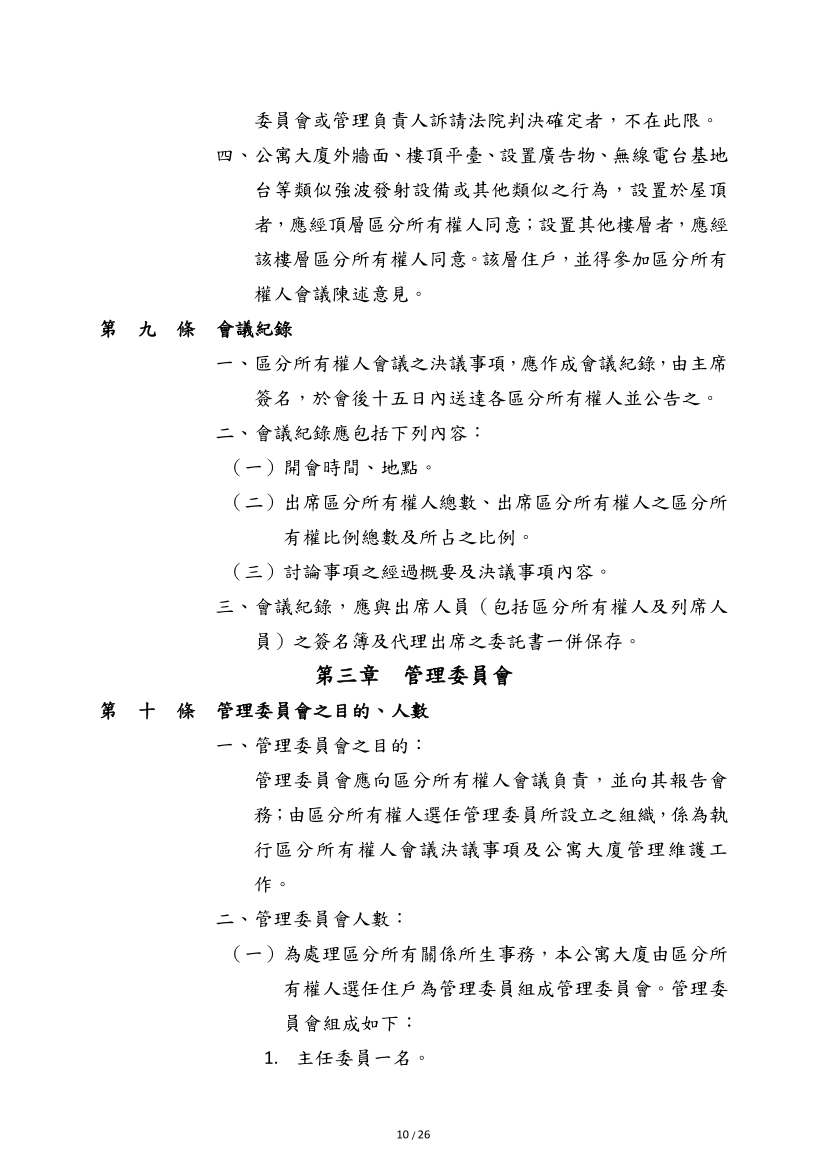 委員會或管理負責人訴請法院判決確定者，不在此限。
四、公寓大廈外牆面、樓頂平臺、設置廣告物、無線電台基地
台等類似強波發射設備或其他類似之行為，設置於屋頂
者，應經頂層區分所有權人同意；設置其他樓層者，應經
該樓層區分所有權人同意。該層住戶，並得參加區分所有
權人會議陳述意見。
第　九　條　會議紀錄
一、區分所有權人會議之決議事項，應作成會議紀錄，由主席
簽名，於會後十五日內送達各區分所有權人並公告之。
二、會議紀錄應包括下列內容：
（一）開會時間、地點。
（二）出席區分所有權人總數、出席區分所有權人之區分所
有權比例總數及所占之比例。
（三）討論事項之經過概要及決議事項內容。
三、會議紀錄，應與出席人員（包括區分所有權人及列席人
員）之簽名簿及代理出席之委託書一併保存。
第三章　管理委員會
第　十　條　管理委員會之目的、人數
一、管理委員會之目的：
管理委員會應向區分所有權人會議負責，並向其報告會
務；由區分所有權人選任管理委員所設立之組織，係為執
行區分所有權人會議決議事項及公寓大廈管理維護工
作。
二、管理委員會人數：
（一）為處理區分所有關係所生事務，本公寓大廈由區分所
有權人選任住戶為管理委員組成管理委員會。管理委
員會組成如下：
1.　主任委員一名。
10 / 26